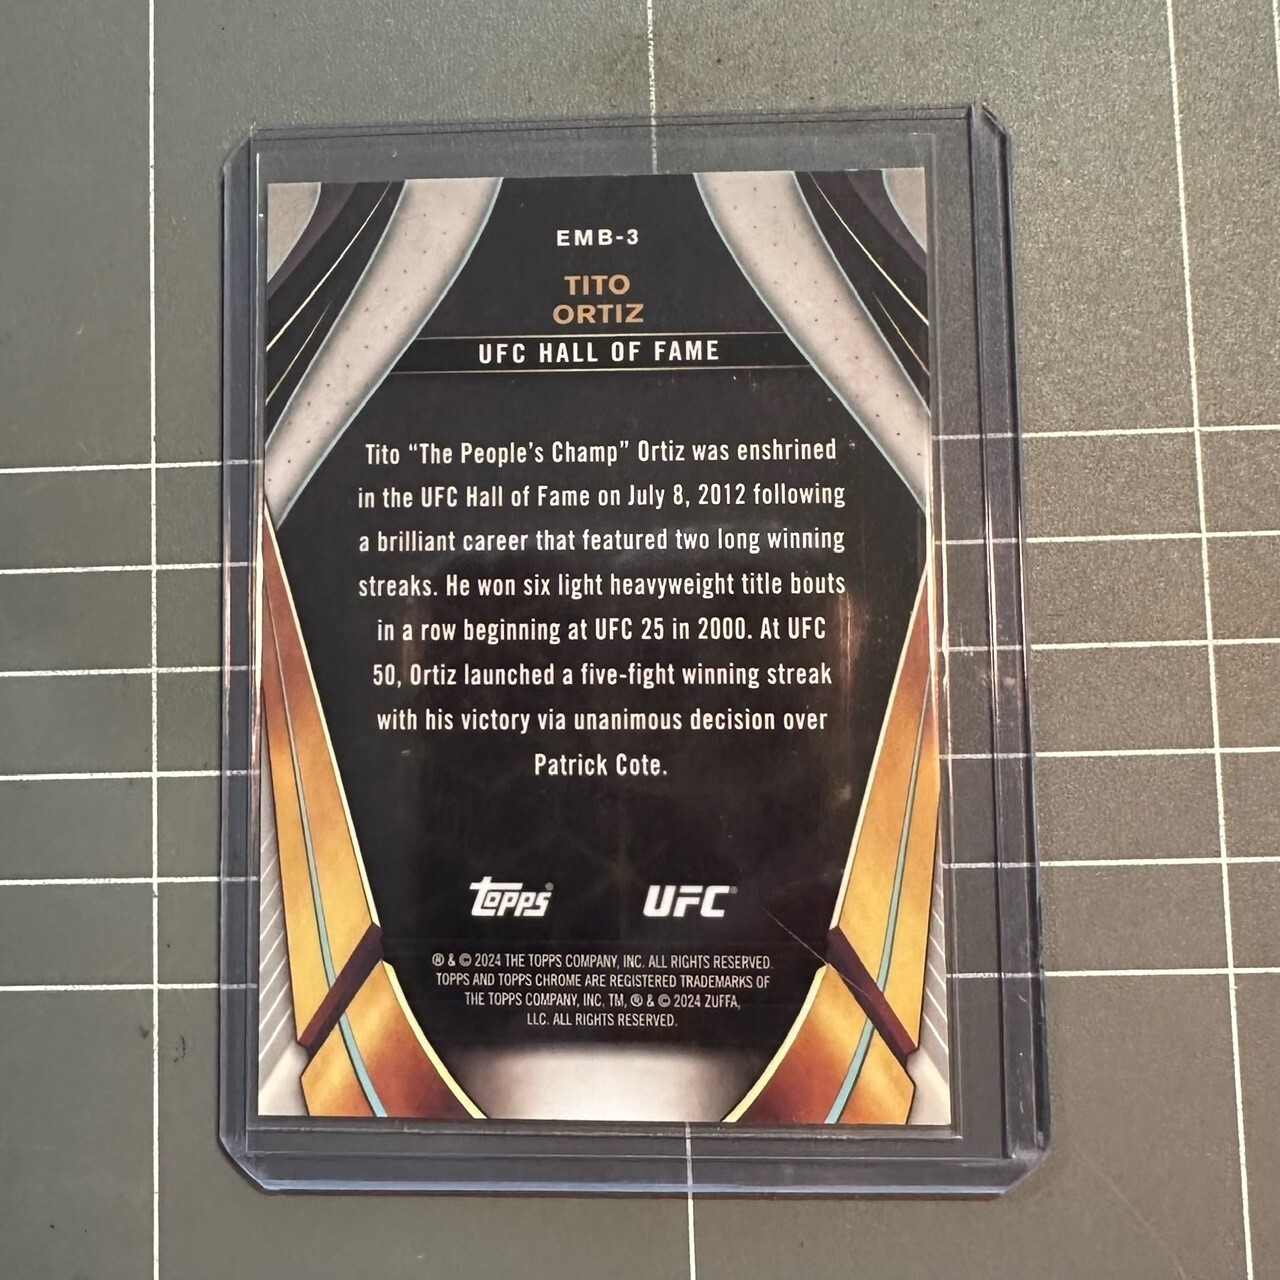 EMB-3
TITO
ORTIZ
UFC HALL OF FAME
Tito “The People’s Champ” Ortiz was enshrined
in the UFC Hall of Fame on July 8, 2012 following
a brilliant career that featured two long winning
streaks. He won six light heavyweight title bouts
in a row beginning at UFC 25 in 2000. At UFC
50, Ortiz launched a five-fight winning streak
with his victory via unanimous decision over
Patrick Cote.
Topps® UFC®
® & © 2024 THE TOPPS COMPANY, INC. ALL RIGHTS RESERVED.
TOPPS AND TOPPS CHROME ARE REGISTERED TRADEMARKS OF
THE TOPPS COMPANY, INC. TM, ® & © 2024 ZUFFA,
LLC. ALL RIGHTS RESERVED.